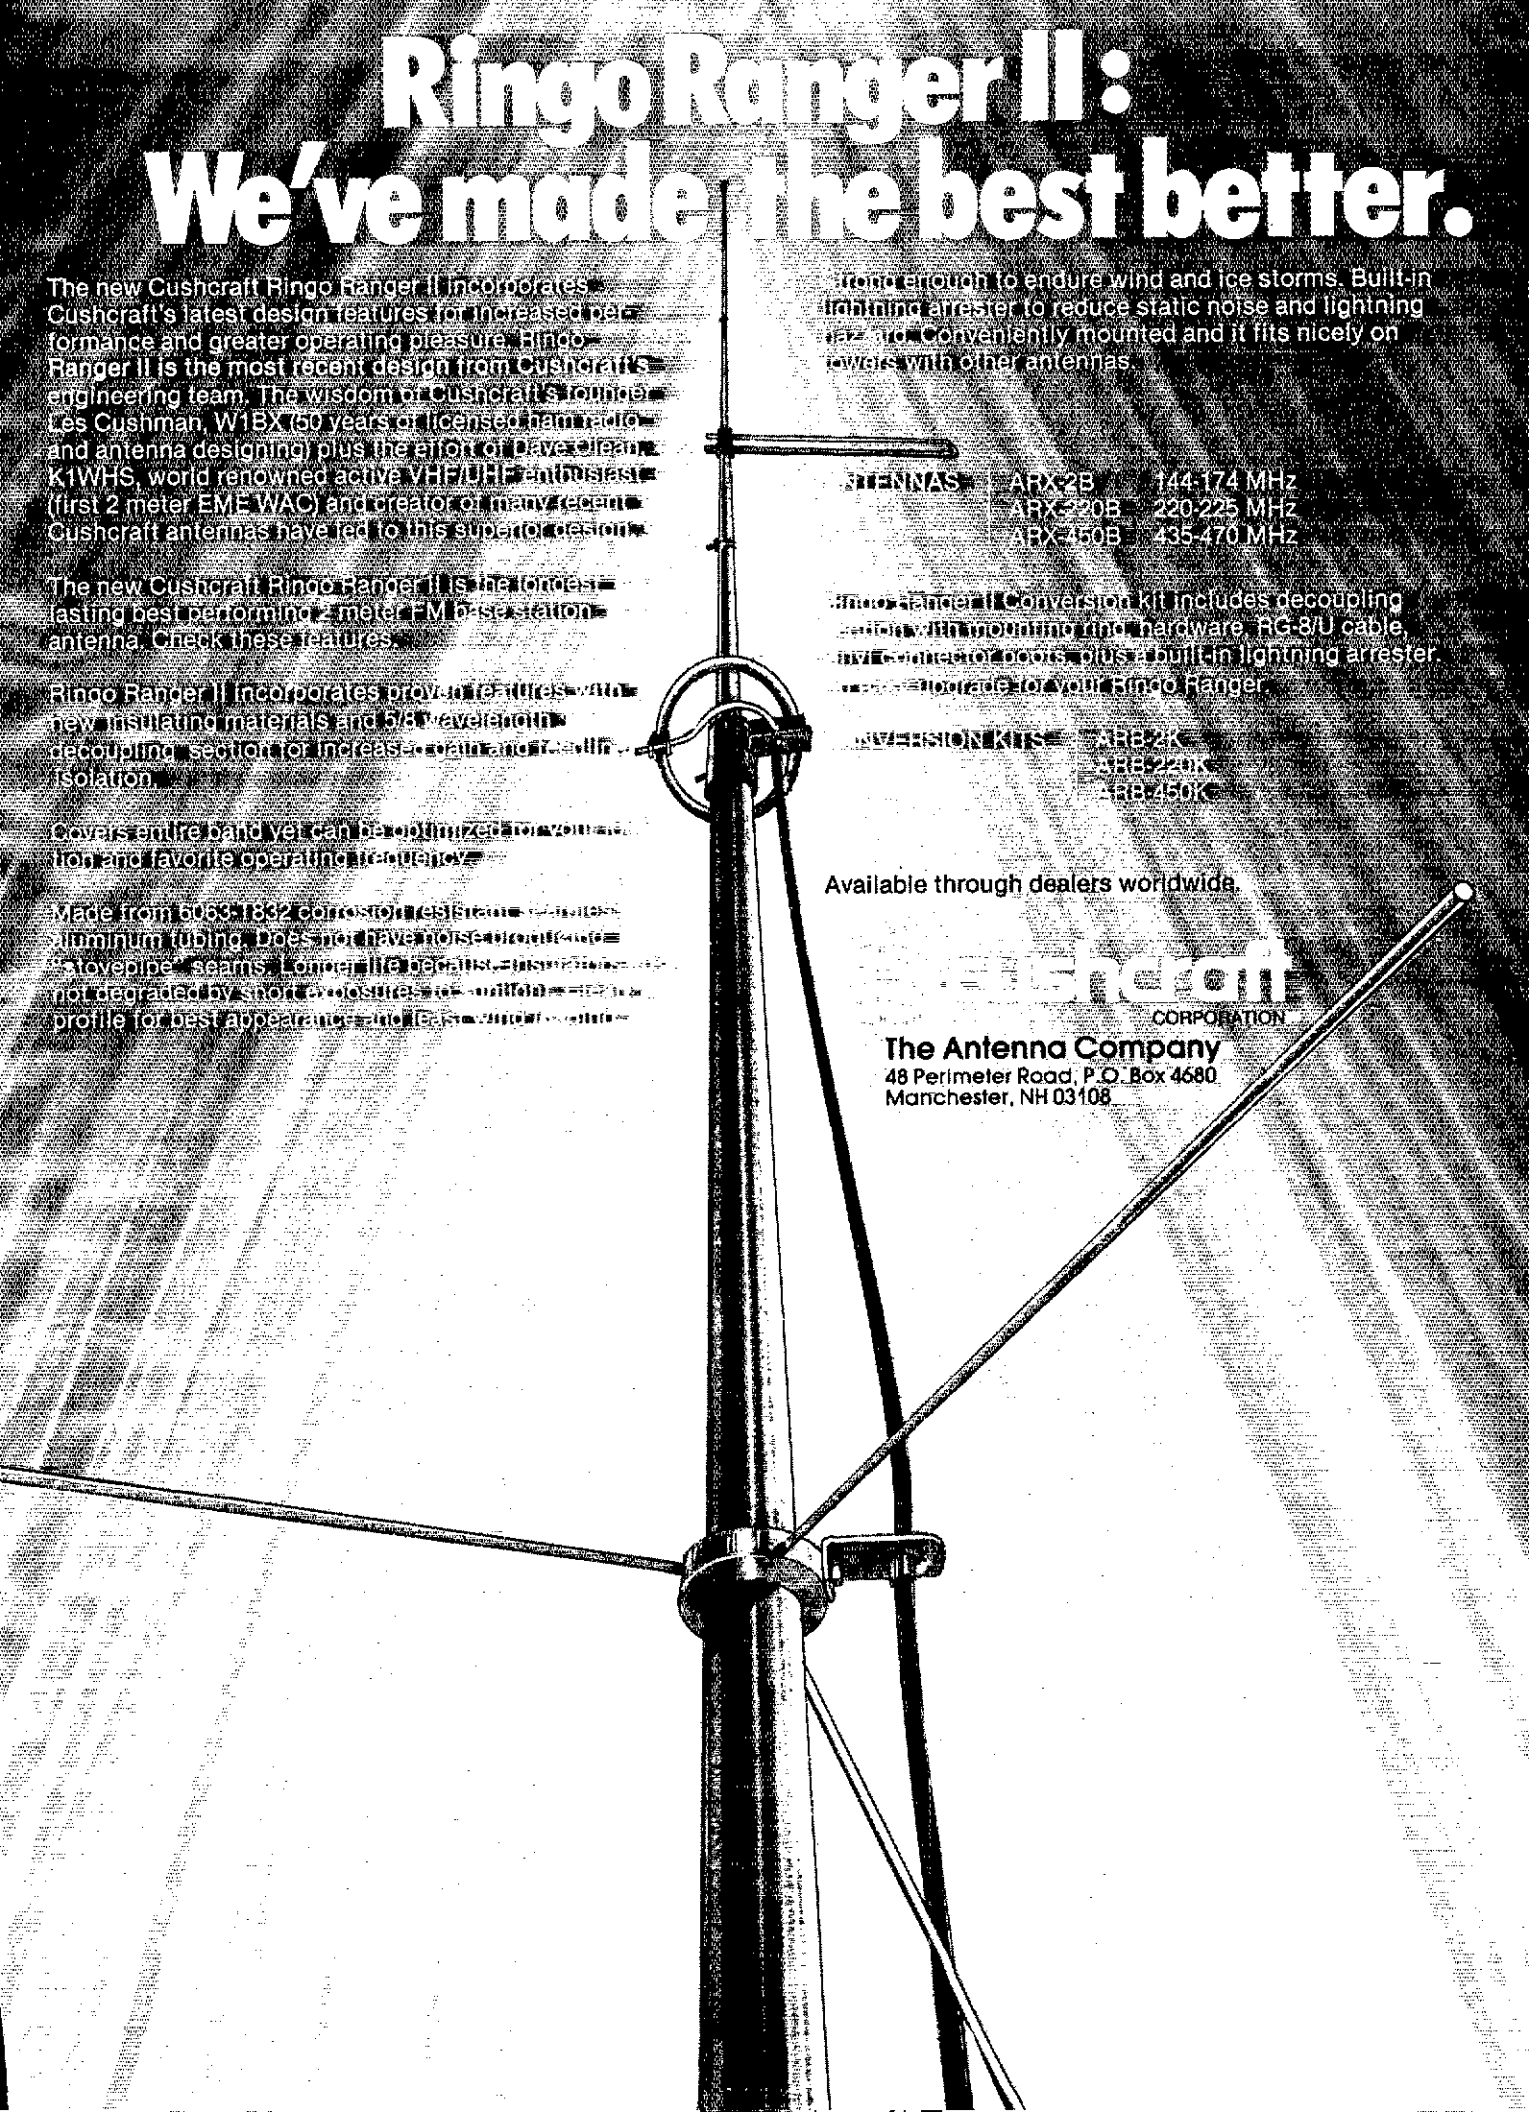 Ringo Ranger II:
We've made the best better.
The new Cushcraft Ringo Ranger II incorporates
Cushcraft's latest design features for increased per-
formance and greater operating pleasure. Ringo
Ranger II is the most recent design from Cushcraft's
engineering team. The wisdom of Cushcraft's founder
Les Cushman, W1BX (50 years of licensed ham radio
and antenna designing) plus the effort of Dave Olean,
K1WHS, world renowned active VHF/UHF enthusiast
(first 2 meter EME WAC) and creator of many recent
Cushcraft antennas have led to this superior design.
The new Cushcraft Ringo Ranger II is the longest
lasting best performing 2 meter FM base station
antenna. Check these features.
Ringo Ranger II incorporates proven features with
new insulating materials and 5/8 wavelength
decoupling section for increased gain and
isolation.
Covers entire band yet can be optimized for your
tion and favorite operating frequency.
Made from 6063-T832 corrosion resistant seamless
aluminum tubing. Does not have noise producing
"stovepipe" seams. Longer life because insulators
not degraded by short exposures to
profile for best appearance and least wind
strong enough to endure wind and ice storms. Built-in
lightning arrester to reduce static noise and lightning
hazzard. Conveniently mounted and it fits nicely on
towers with other antennas.
ANTENNAS ARX-2B 144-174 MHz
ARX-220B 220-225 MHz
ARX-450B 435-470 MHz
Ringo Ranger II Conversion kit includes decoupling
section with mounting ring, hardware, RG-8/U cable,
vinyl connector boots, plus a built-in lightning arrester.
upgrade for your Ringo Ranger.
CONVERSION KITS ARB-2K
ARB-220K
ARB-450K
Available through dealers worldwide.
cushcraft
CORPORATION
The Antenna Company
48 Perimeter Road, P.O. Box 4680
Manchester, NH 03108